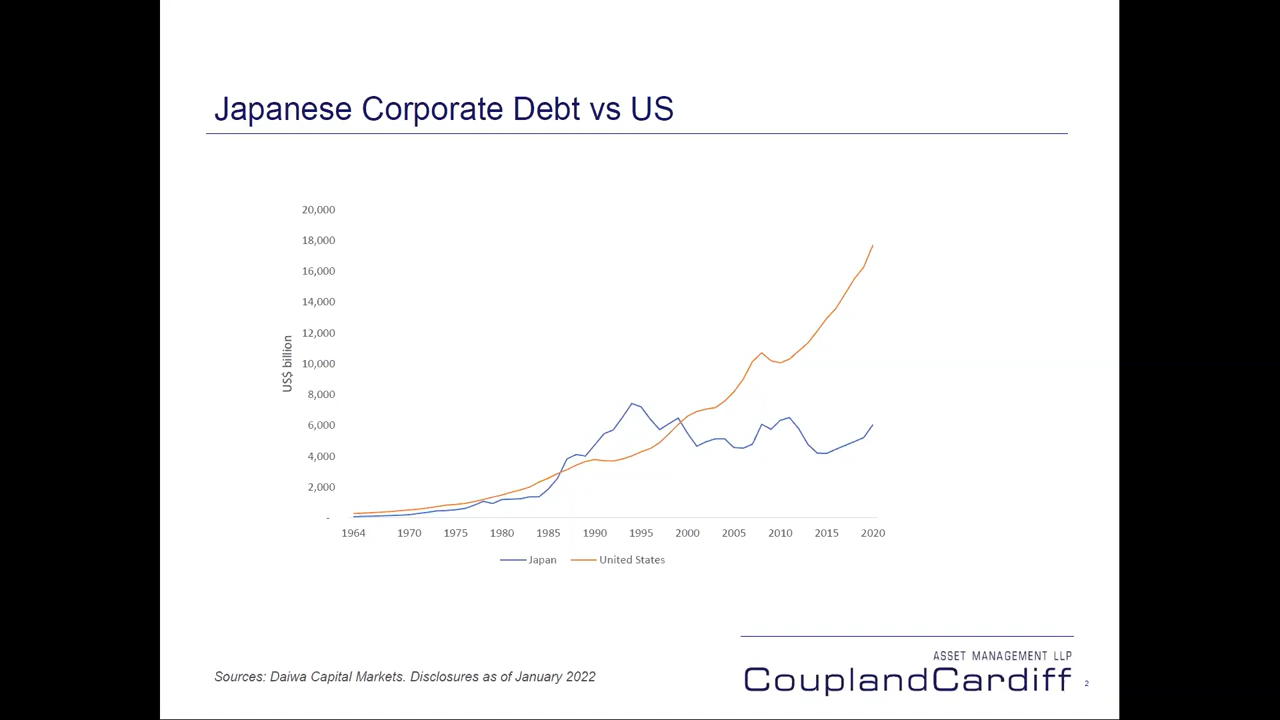 Japanese Corporate Debt vs US
20,000
18,000
16,000
14,000
12,000
10,000
8,000
6,000
4,000
2,000
-
US$ billion
1964 1970 1975 1980 1985 1990 1995 2000 2005 2010 2015 2020
Japan United States
Sources: Daiwa Capital Markets. Disclosures as of January 2022
ASSET MANAGEMENT LLP
CouplandCardiff
2